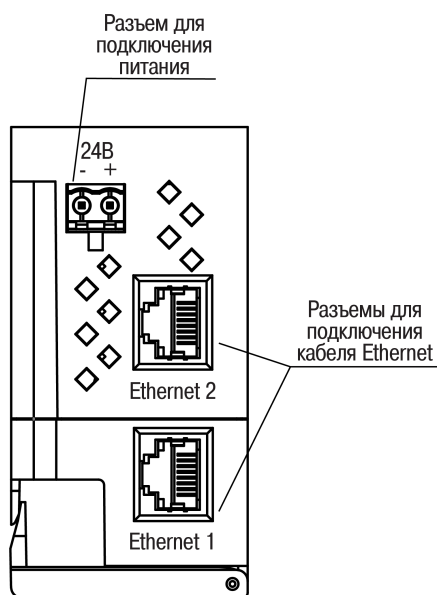 Разъем для
подключения
питания
24В
- +
Разъемы для
подключения
кабеля Ethernet
Ethernet 2
Ethernet 1